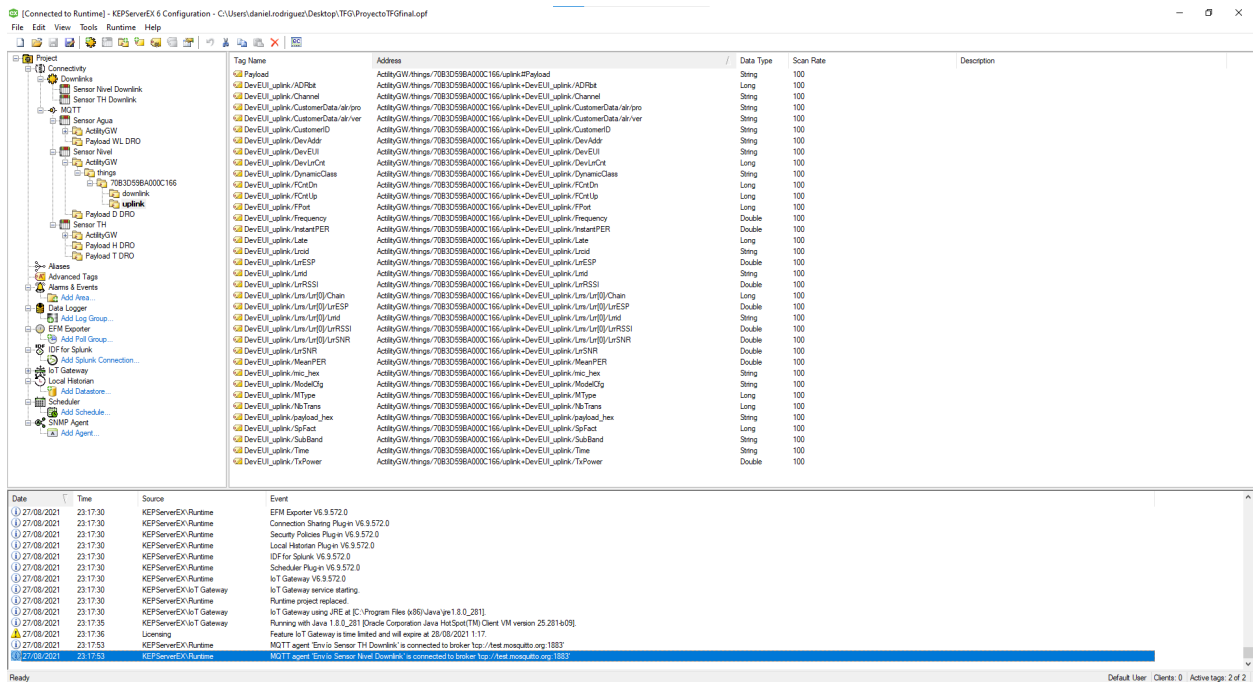 [Connected to Runtime] - KEPServerEX 6 Configuration - C:\Users\daniel.rodriguez\Desktop\TFG\ProyectoTFGfinal.opf
File Edit View Tools Runtime Help
Project
Connectivity
Downlinks
Sensor Nivel Downlink
Sensor TH Downlink
MQTT
Sensor Agua
ActilityGW
Payload WL DRO
Sensor Nivel
ActilityGW
things
70B3D59BA000C166
downlink
uplink
Payload D DRO
Sensor TH
ActilityGW
Payload H DRO
Payload T DRO
Aliases
Advanced Tags
Alarms & Events
Add Area...
Data Logger
Add Log Group...
EFM Exporter
Add Poll Group...
IDF for Splunk
Add Splunk Connection...
IoT Gateway
Local Historian
Add Datastore...
Scheduler
Add Schedule...
SNMP Agent
Add Agent...
Tag Name Address Data Type Scan Rate Description
Payload ActilityGW/things/70B3D59BA000C166/uplink#Payload String 100
DevEUI_uplink/ADRbit ActilityGW/things/70B3D59BA000C166/uplink+DevEUI_uplink/ADRbit Long 100
DevEUI_uplink/Channel ActilityGW/things/70B3D59BA000C166/uplink+DevEUI_uplink/Channel String 100
DevEUI_uplink/CustomerData/alr/pro ActilityGW/things/70B3D59BA000C166/uplink+DevEUI_uplink/CustomerData/alr/pro String 100
DevEUI_uplink/CustomerData/alr/ver ActilityGW/things/70B3D59BA000C166/uplink+DevEUI_uplink/CustomerData/alr/ver String 100
DevEUI_uplink/CustomerID ActilityGW/things/70B3D59BA000C166/uplink+DevEUI_uplink/CustomerID String 100
DevEUI_uplink/DevAddr ActilityGW/things/70B3D59BA000C166/uplink+DevEUI_uplink/DevAddr String 100
DevEUI_uplink/DevEUI ActilityGW/things/70B3D59BA000C166/uplink+DevEUI_uplink/DevEUI String 100
DevEUI_uplink/DevLrrCnt ActilityGW/things/70B3D59BA000C166/uplink+DevEUI_uplink/DevLrrCnt Long 100
DevEUI_uplink/DynamicClass ActilityGW/things/70B3D59BA000C166/uplink+DevEUI_uplink/DynamicClass String 100
DevEUI_uplink/FCntDn ActilityGW/things/70B3D59BA000C166/uplink+DevEUI_uplink/FCntDn Long 100
DevEUI_uplink/FCntUp ActilityGW/things/70B3D59BA000C166/uplink+DevEUI_uplink/FCntUp Long 100
DevEUI_uplink/FPort ActilityGW/things/70B3D59BA000C166/uplink+DevEUI_uplink/FPort Long 100
DevEUI_uplink/Frequency ActilityGW/things/70B3D59BA000C166/uplink+DevEUI_uplink/Frequency Double 100
DevEUI_uplink/InstantPER ActilityGW/things/70B3D59BA000C166/uplink+DevEUI_uplink/InstantPER Double 100
DevEUI_uplink/Late ActilityGW/things/70B3D59BA000C166/uplink+DevEUI_uplink/Late Long 100
DevEUI_uplink/Lrcid ActilityGW/things/70B3D59BA000C166/uplink+DevEUI_uplink/Lrcid String 100
DevEUI_uplink/LrrESP ActilityGW/things/70B3D59BA000C166/uplink+DevEUI_uplink/LrrESP Double 100
DevEUI_uplink/Lrrid ActilityGW/things/70B3D59BA000C166/uplink+DevEUI_uplink/Lrrid String 100
DevEUI_uplink/LrrRSSI ActilityGW/things/70B3D59BA000C166/uplink+DevEUI_uplink/LrrRSSI Double 100
DevEUI_uplink/Lrrs/Lrr[0]/Chain ActilityGW/things/70B3D59BA000C166/uplink+DevEUI_uplink/Lrrs/Lrr[0]/Chain Long 100
DevEUI_uplink/Lrrs/Lrr[0]/LrrESP ActilityGW/things/70B3D59BA000C166/uplink+DevEUI_uplink/Lrrs/Lrr[0]/LrrESP Double 100
DevEUI_uplink/Lrrs/Lrr[0]/Lrrid ActilityGW/things/70B3D59BA000C166/uplink+DevEUI_uplink/Lrrs/Lrr[0]/Lrrid String 100
DevEUI_uplink/Lrrs/Lrr[0]/LrrRSSI ActilityGW/things/70B3D59BA000C166/uplink+DevEUI_uplink/Lrrs/Lrr[0]/LrrRSSI Double 100
DevEUI_uplink/Lrrs/Lrr[0]/LrrSNR ActilityGW/things/70B3D59BA000C166/uplink+DevEUI_uplink/Lrrs/Lrr[0]/LrrSNR Double 100
DevEUI_uplink/LrrSNR ActilityGW/things/70B3D59BA000C166/uplink+DevEUI_uplink/LrrSNR Double 100
DevEUI_uplink/MeanPER ActilityGW/things/70B3D59BA000C166/uplink+DevEUI_uplink/MeanPER Double 100
DevEUI_uplink/mic_hex ActilityGW/things/70B3D59BA000C166/uplink+DevEUI_uplink/mic_hex String 100
DevEUI_uplink/ModelCfg ActilityGW/things/70B3D59BA000C166/uplink+DevEUI_uplink/ModelCfg String 100
DevEUI_uplink/MType ActilityGW/things/70B3D59BA000C166/uplink+DevEUI_uplink/MType Long 100
DevEUI_uplink/NbTrans ActilityGW/things/70B3D59BA000C166/uplink+DevEUI_uplink/NbTrans Long 100
DevEUI_uplink/payload_hex ActilityGW/things/70B3D59BA000C166/uplink+DevEUI_uplink/payload_hex String 100
DevEUI_uplink/SpFact ActilityGW/things/70B3D59BA000C166/uplink+DevEUI_uplink/SpFact Long 100
DevEUI_uplink/SubBand ActilityGW/things/70B3D59BA000C166/uplink+DevEUI_uplink/SubBand String 100
DevEUI_uplink/Time ActilityGW/things/70B3D59BA000C166/uplink+DevEUI_uplink/Time String 100
DevEUI_uplink/TxPower ActilityGW/things/70B3D59BA000C166/uplink+DevEUI_uplink/TxPower Double 100
Date Time Source Event
27/08/2021 23:17:30 KEPServerEX\Runtime EFM Exporter V6.9.572.0
27/08/2021 23:17:30 KEPServerEX\Runtime Connection Sharing Plug-in V6.9.572.0
27/08/2021 23:17:30 KEPServerEX\Runtime Security Policies Plug-in V6.9.572.0
27/08/2021 23:17:30 KEPServerEX\Runtime Local Historian Plug-in V6.9.572.0
27/08/2021 23:17:30 KEPServerEX\Runtime IDF for Splunk V6.9.572.0
27/08/2021 23:17:30 KEPServerEX\Runtime Scheduler Plug-in V6.9.572.0
27/08/2021 23:17:30 KEPServerEX\Runtime IoT Gateway V6.9.572.0
27/08/2021 23:17:30 KEPServerEX\IoT Gateway IoT Gateway service starting.
27/08/2021 23:17:30 KEPServerEX\Runtime Runtime project replaced.
27/08/2021 23:17:30 KEPServerEX\IoT Gateway IoT Gateway using JRE at [C:\Program Files (x86)\Java\jre1.8.0_281].
27/08/2021 23:17:35 KEPServerEX\IoT Gateway Running with Java 1.8.0_281 [Oracle Corporation Java HotSpot(TM) Client VM version 25.281-b09].
27/08/2021 23:17:36 Licensing Feature IoT Gateway is time limited and will expire at 28/08/2021 1:17.
27/08/2021 23:17:53 KEPServerEX\Runtime MQTT agent 'Envío Sensor TH Downlink' is connected to broker 'tcp://test.mosquitto.org:1883'
27/08/2021 23:17:53 KEPServerEX\Runtime MQTT agent 'Envío Sensor Nivel Downlink' is connected to broker 'tcp://test.mosquitto.org:1883'
Ready Default User Clients: 0 Active tags: 2 of 2